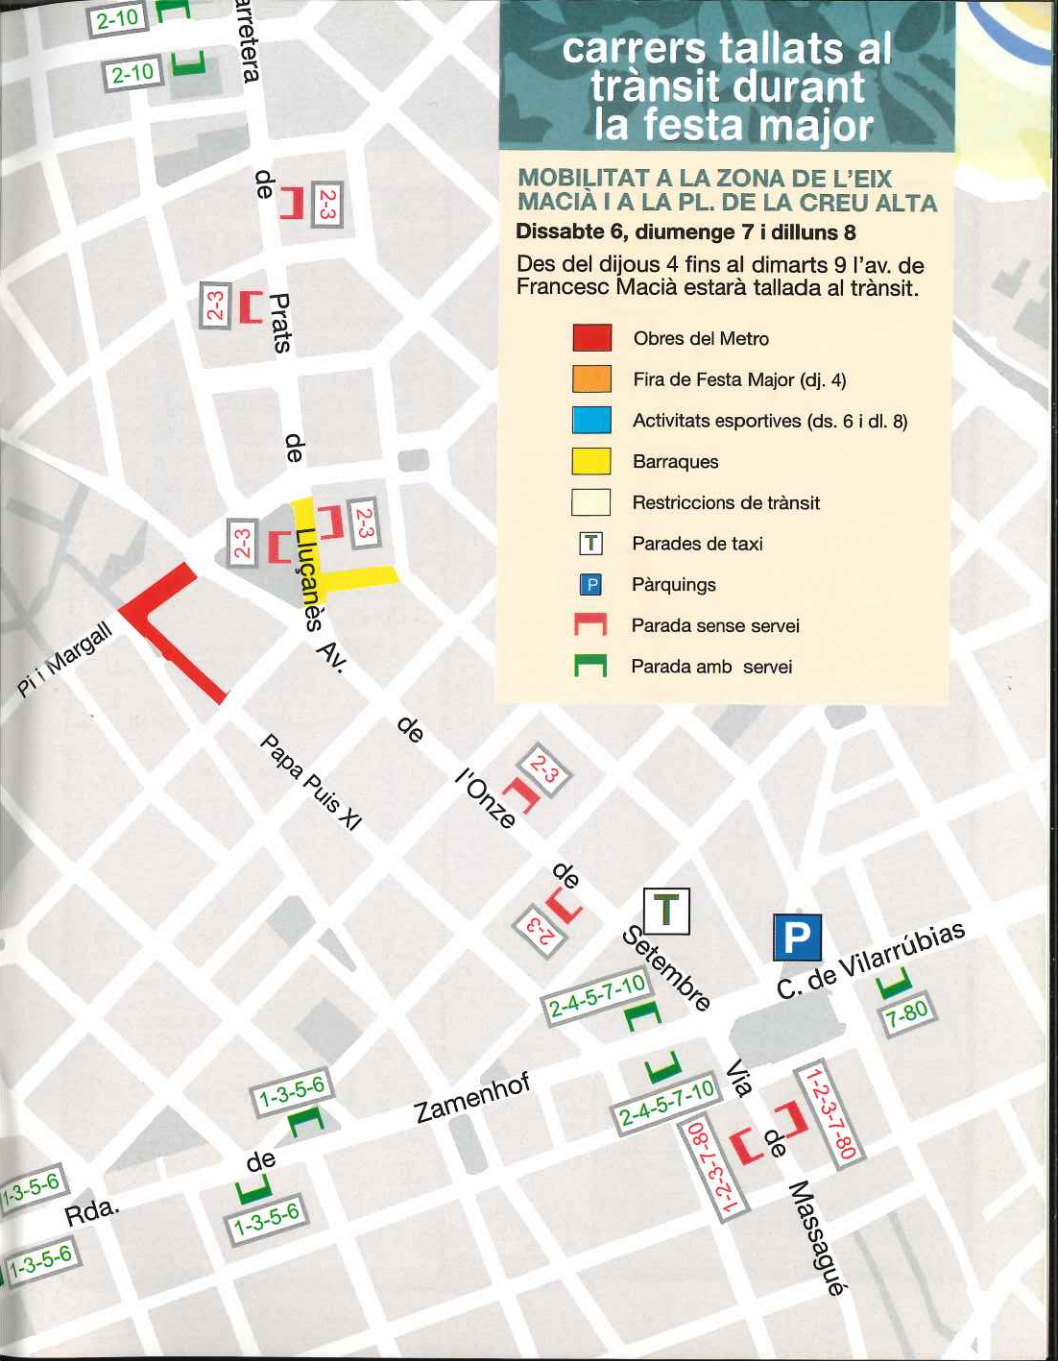 carrers tallats al
trànsit durant
la festa major
MOBILITAT A LA ZONA DE L'EIX
MACIÀ I A LA PL. DE LA CREU ALTA
Dissabte 6, diumenge 7 i dilluns 8
Des del dijous 4 fins al dimarts 9 l'av. de
Francesc Macià estarà tallada al trànsit.
Obres del Metro
Fira de Festa Major (dj. 4)
Activitats esportives (ds. 6 i dl. 8)
Barraques
Restriccions de trànsit
T Parades de taxi
P Pàrquings
Parada sense servei
Parada amb servei
2-10
2-10
arretera
de
2-3
2-3
Prats
de
2-3
2-3
Lluçanès
Pi i Margall
Av.
de
Papa Puis XI
l'Onze
2-3
de
2-3
T
P
Setembre
C. de Vilarrúbias
2-4-5-7-10
7-80
2-4-5-7-10
Via
1-2-3-7-80
de
1-2-3-7-80
Massagué
1-3-5-6
Zamenhof
de
1-3-5-6
1-3-5-6
Rda.
1-3-5-6